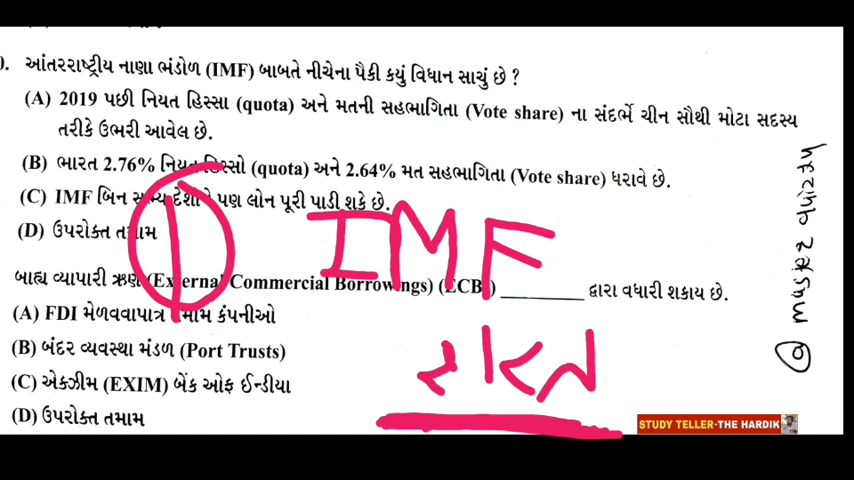 0. આંતરરાષ્ટ્રીય નાણા ભંડોળ (IMF) બાબતે નીચેના પૈકી કયું વિધાન સાચું છે ?
(A) 2019 પછી નિયત હિસ્સા (quota) અને મતની સહભાગિતા (Vote share) ના સંદર્ભે ચીન સૌથી મોટા સદસ્ય
તરીકે ઉભરી આવેલ છે.
(B) ભારત 2.76% નિયત હિસ્સો (quota) અને 2.64% મત સહભાગિતા (Vote share) ધરાવે છે.
(C) IMF બિન સભ્ય દેશોને પણ લોન પૂરી પાડી શકે છે.
(D) ઉપરોક્ત તમામ
IMF
બાહ્ય વ્યાપારી ઋણ (External Commercial Borrowings) (ECBs) ________ દ્વારા વધારી શકાય છે.
(A) FDI મેળવવાપાત્ર તમામ કંપનીઓ
(B) બંદર વ્યવસ્થા મંડળ (Port Trusts)
(C) એક્ઝીમ (EXIM) બેંક ઓફ ઈન્ડીયા
(D) ઉપરોક્ત તમામ
STUDY TELLER-THE HARDIK